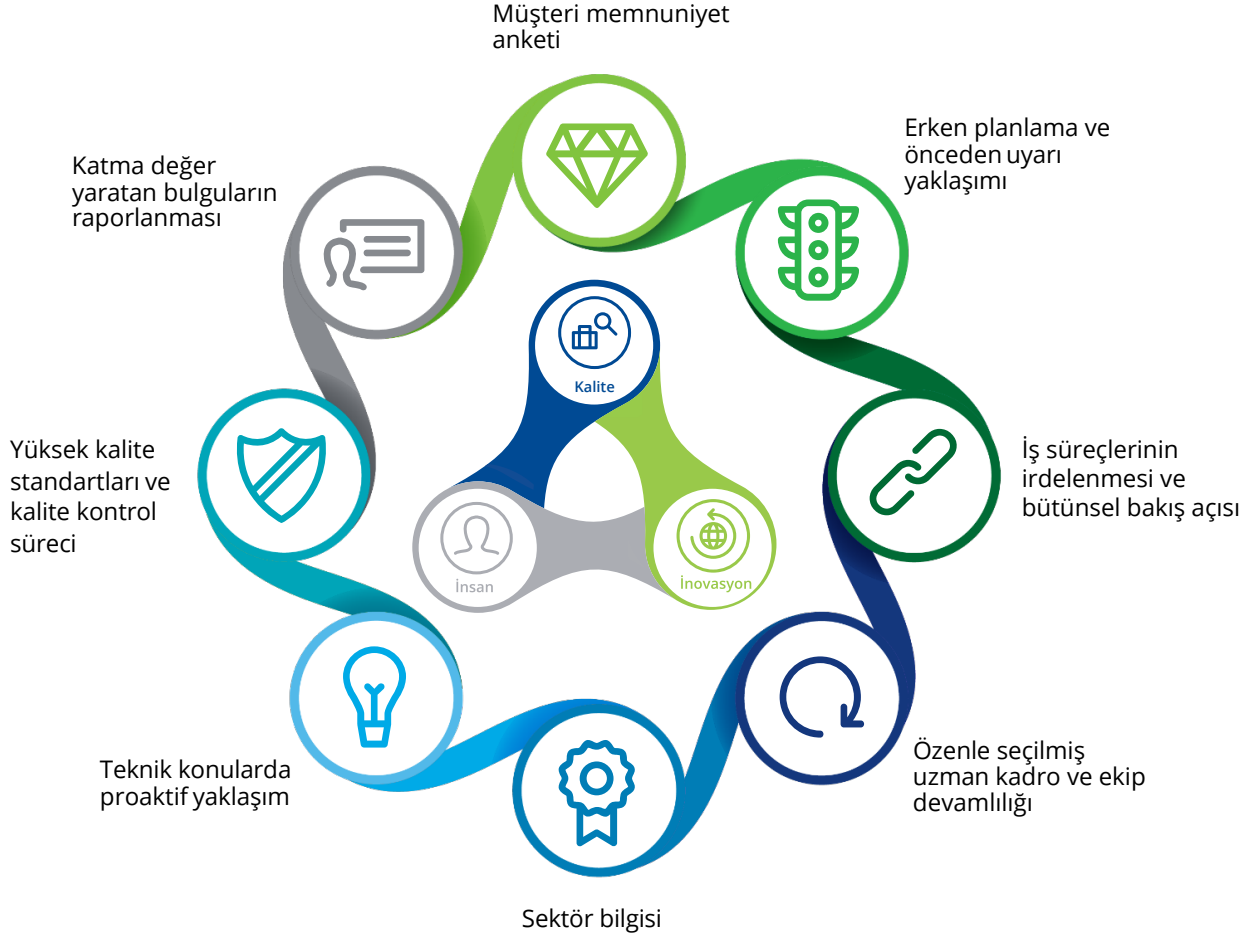 Müşteri memnuniyet
anketi
Erken planlama ve
önceden uyarı
yaklaşımı
Katma değer
yaratan bulguların
raporlanması
Kalite
Yüksek kalite
standartları ve
kalite kontrol
süreci
İş süreçlerinin
irdelenmesi ve
bütünsel bakış açısı
İnsan
İnovasyon
Teknik konularda
proaktif yaklaşım
Özenle seçilmiş
uzman kadro ve ekip
devamlılığı
Sektör bilgisi